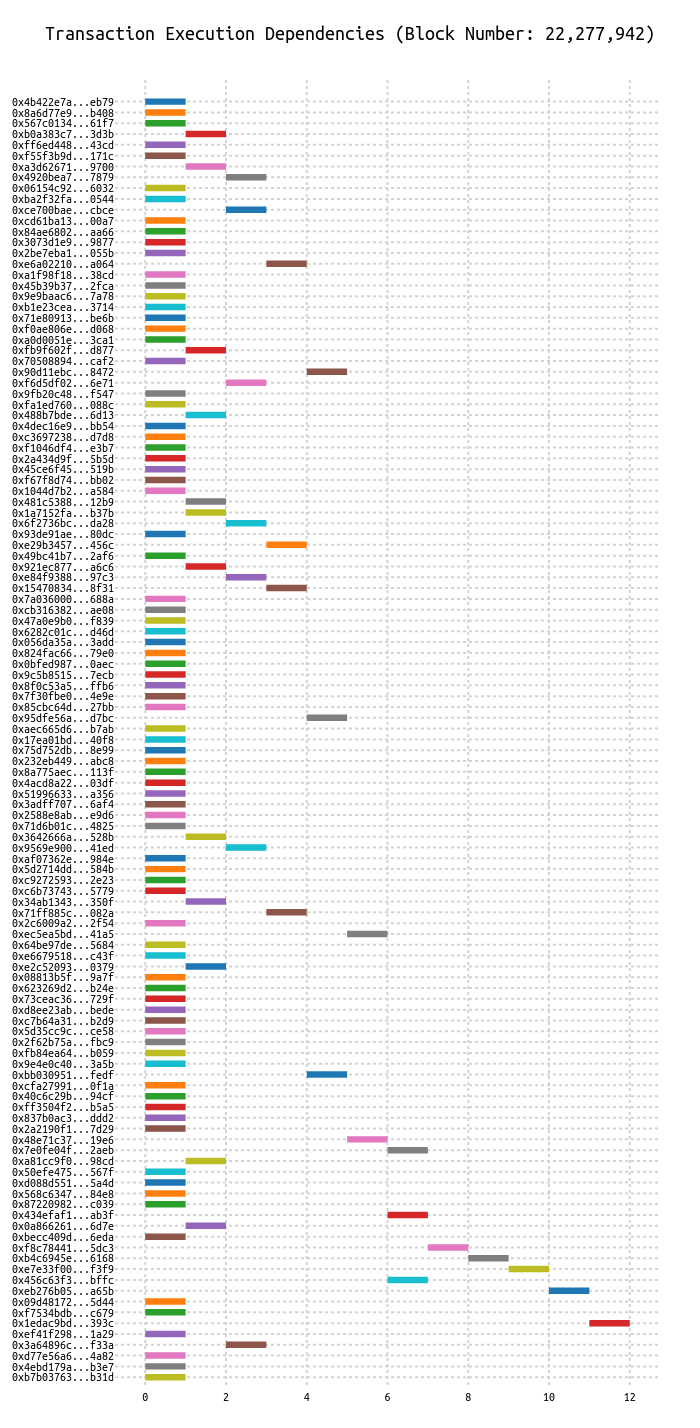 Transaction Execution Dependencies (Block Number: 22,277,942)
0x4b422e7a...eb79
0x8a6d77e9...b408
0x567c0134...61f7
0xb0a383c7...3d3b
0xff6ed448...43cd
0xf55f3b9d...171c
0xa3d62671...9700
0x4920bea7...7879
0x06154c92...6032
0xba2f32fa...0544
0xce700bae...cbce
0xcd61ba13...00a7
0x84ae6802...aa66
0x3073d1e9...9877
0x2be7eba1...055b
0xe6a02210...a064
0xa1f98f18...38cd
0x45b39b37...2fca
0x9e9baac6...7a78
0xb1e23cea...3714
0x71e80913...be6b
0xf0ae806e...d068
0xa0d0051e...3ca1
0xfb9f602f...d877
0x70508894...caf2
0x90d11ebc...8472
0xf6d5df02...6e71
0x9fb20c48...f547
0xfa1ed760...088c
0x488b7bde...6d13
0x4dec16e9...bb54
0xc3697238...d7d8
0xf1046df4...e3b7
0x2a434d9f...5b5d
0x45ce6f45...519b
0xf67f8d74...bb02
0x1044d7b2...a584
0x481c5388...12b9
0x1a7152fa...b37b
0x6f2736bc...da28
0x93de91ae...80dc
0xe29b3457...456c
0x49bc41b7...2af6
0x921ec877...a6c6
0xe84f9388...97c3
0x15470834...8f31
0x7a036000...688a
0xcb316382...ae08
0x47a0e9b0...f839
0x6282c01c...d46d
0x056da35a...3add
0x824fac66...79e0
0x0bfed987...0aec
0x9c5b8515...7ecb
0x8f0c53a5...ffb6
0x7f30fbe0...4e9e
0x85cbc64d...27bb
0x95dfe56a...d7bc
0xaec665d6...b7ab
0x17ea01bd...40f8
0x75d752db...8e99
0x232eb449...abc8
0x8a775aec...113f
0x4acd8a22...03df
0x51996633...a356
0x3adff707...6af4
0x2588e8ab...e9d6
0x71d6b01c...4825
0x3642666a...528b
0x9569e900...41ed
0xaf07362e...984e
0x5d2714dd...584b
0xc9272593...2e23
0xc6b73743...5779
0x34ab1343...350f
0x71ff885c...082a
0x2c6009a2...2f54
0xec5ea5bd...41a5
0x64be97de...5684
0xe6679518...c43f
0xe2c52093...0379
0x08813b5f...9a7f
0x623269d2...b24e
0x73ceac36...729f
0xd8ee23ab...bede
0xc7b64a31...b2d9
0x5d35cc9c...ce58
0x2f62b75a...fbc9
0xfb84ea64...b059
0x9e4e0c40...3a5b
0xbb030951...fedf
0xcfa27991...0f1a
0x40c6c29b...94cf
0xff3504f2...b5a5
0x837b0ac3...ddd2
0x2a2190f1...7d29
0x48e71c37...19e6
0x7e0fe04f...2aeb
0xa81cc9f0...98cd
0x50efe475...567f
0xd088d551...5a4d
0x568c6347...84e8
0x87220982...c039
0x434efaf1...ab3f
0x0a866261...6d7e
0xbecc409d...6eda
0xf8c78441...5dc3
0xb4c6945e...6168
0xe7e33f00...f3f9
0x456c63f3...bffc
0xeb276b05...a65b
0x09d48172...5d44
0xf7534bdb...c679
0x1edac9bd...393c
0xef41f298...1a29
0x3a64896c...f33a
0xd77e56a6...4a82
0x4ebd179a...b3e7
0xb7b03763...b31d
0 2 4 6 8 10 12